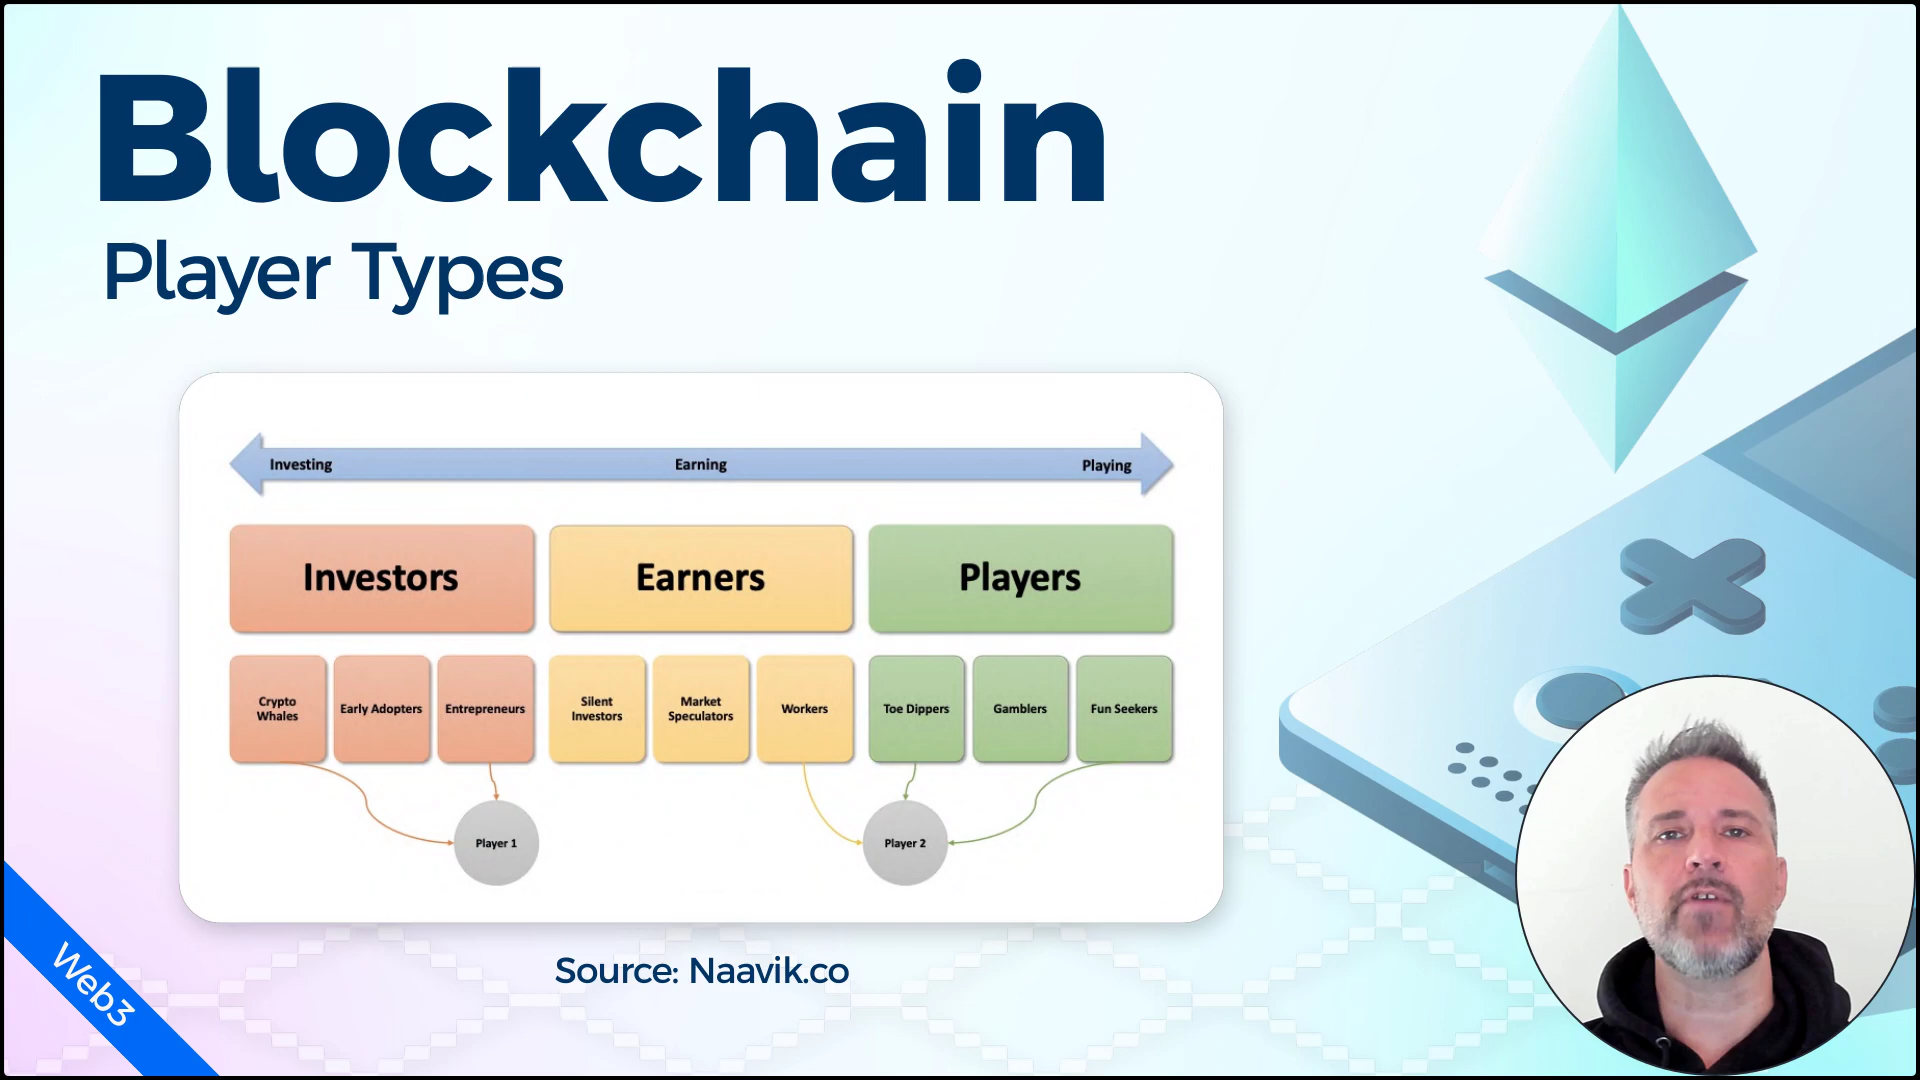 Blockchain
Player Types
Investing Earning Playing
Investors Earners Players
Crypto
Whales
Early Adopters
Entrepreneurs
Silent
Investors
Market
Speculators
Workers
Toe Dippers
Gamblers
Fun Seekers
Player 1
Player 2
Source: Naavik.co
Web3